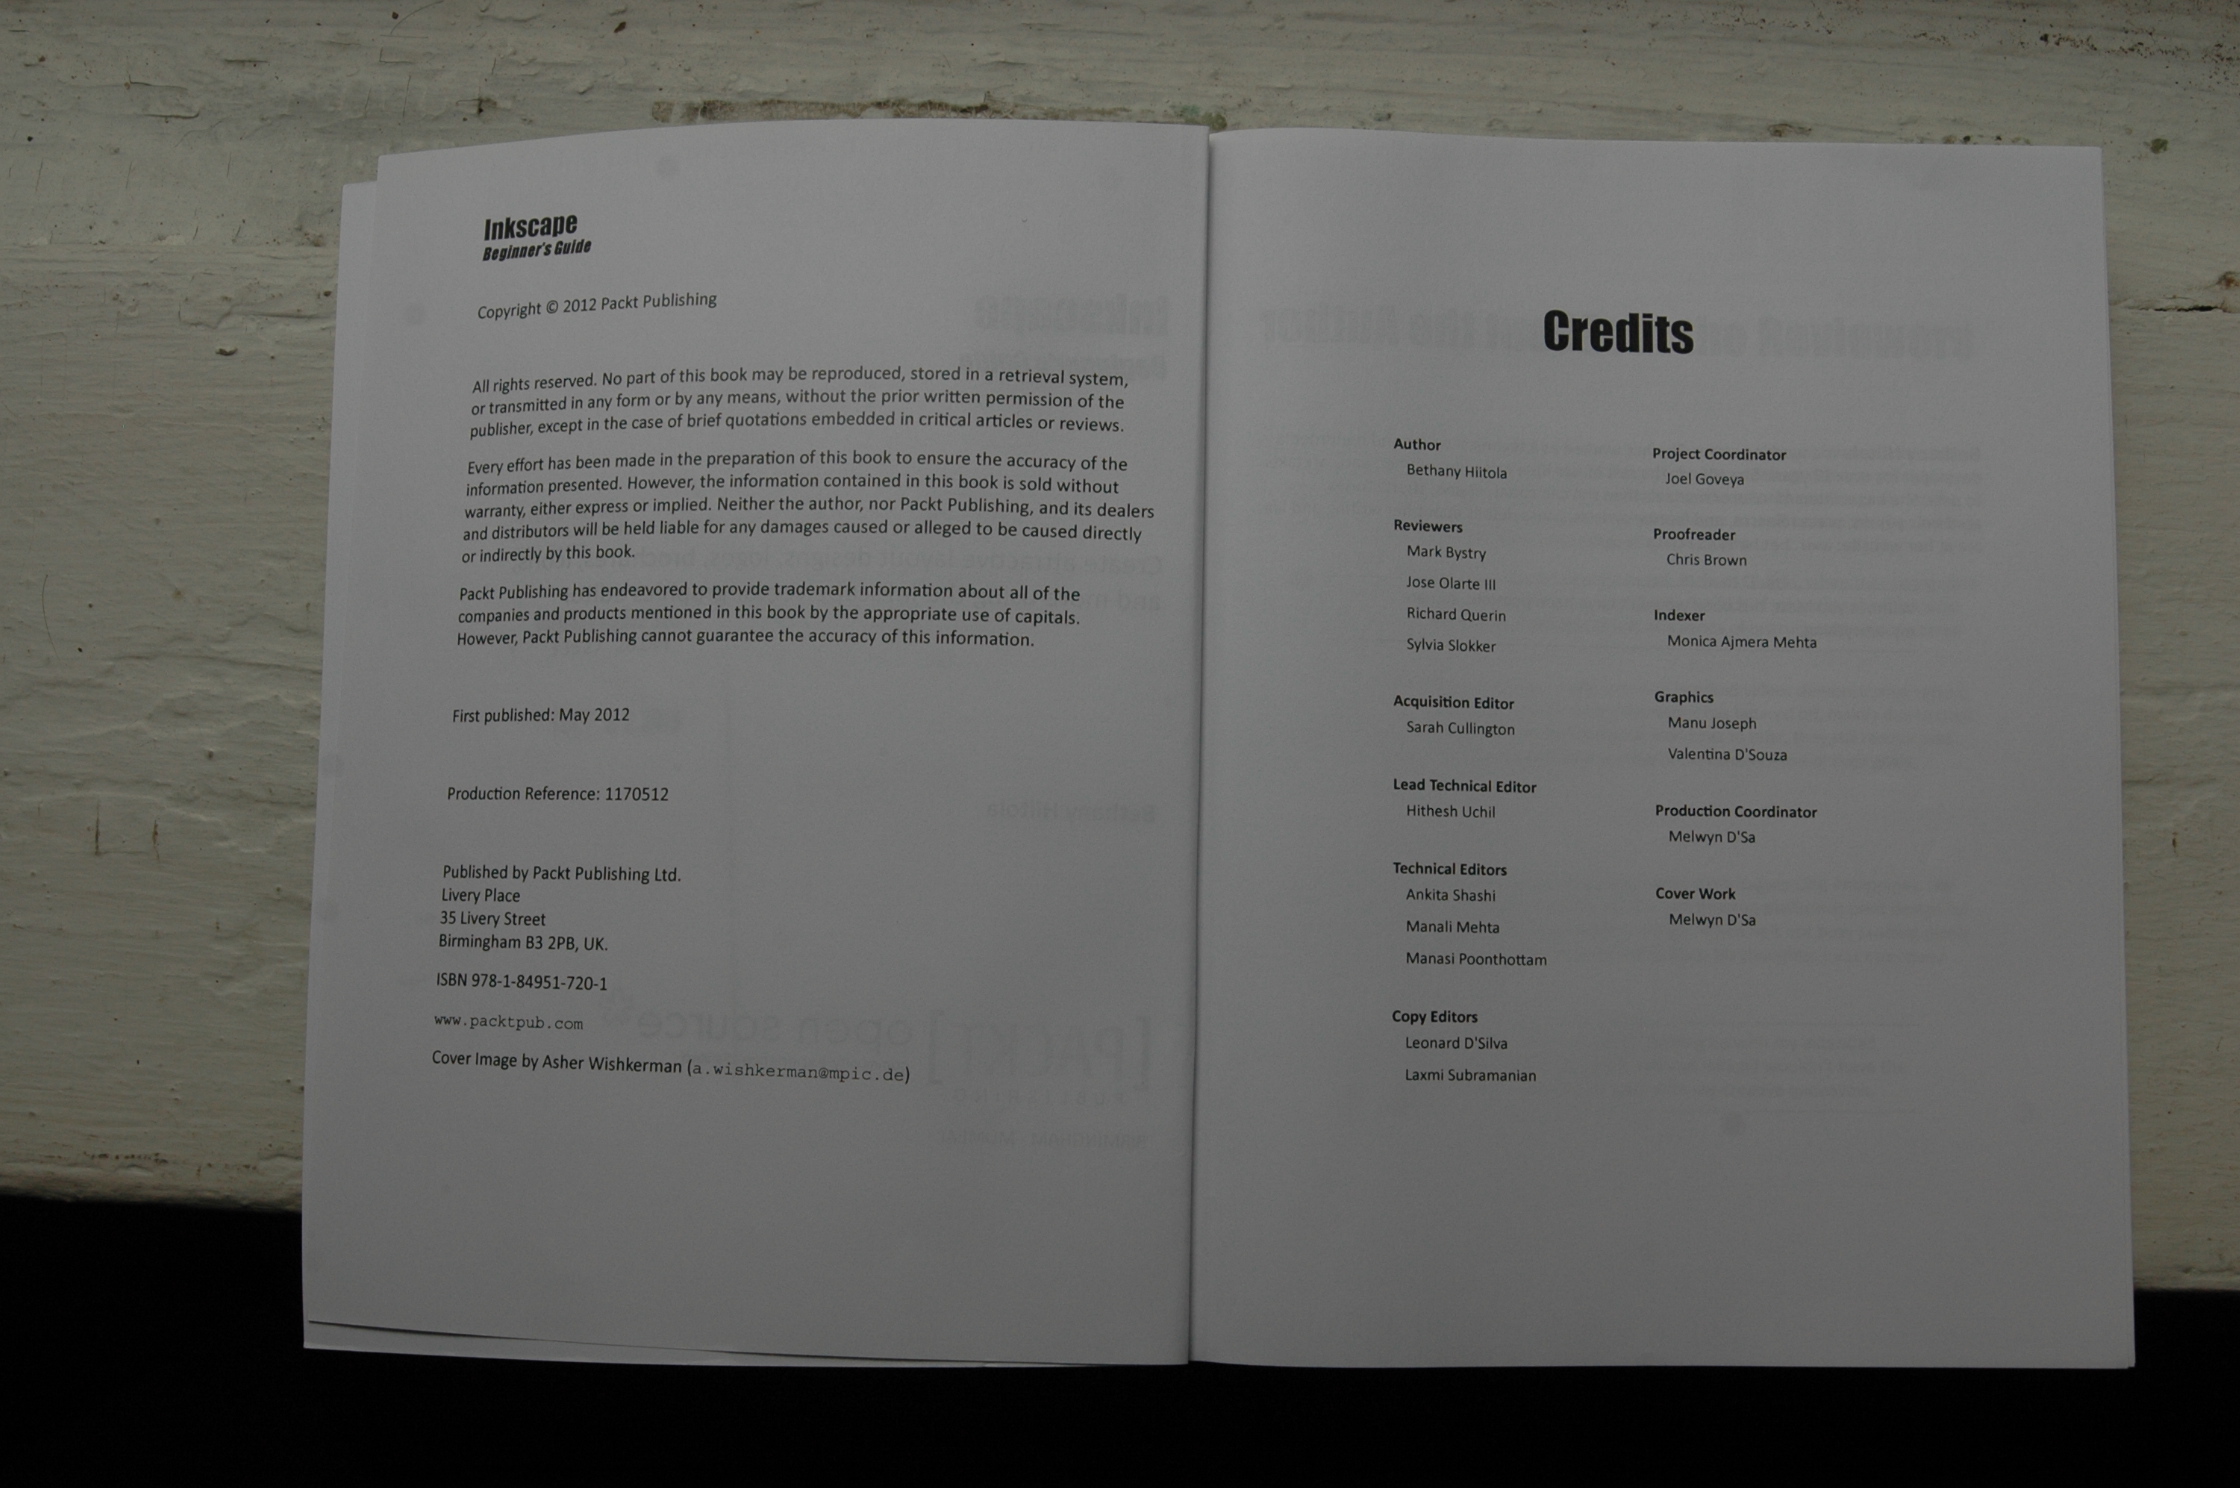 Inkscape
Beginner's Guide
Copyright © 2012 Packt Publishing
All rights reserved. No part of this book may be reproduced, stored in a retrieval system,
or transmitted in any form or by any means, without the prior written permission of the
publisher, except in the case of brief quotations embedded in critical articles or reviews.
Every effort has been made in the preparation of this book to ensure the accuracy of the
information presented. However, the information contained in this book is sold without
warranty, either express or implied. Neither the author, nor Packt Publishing, and its dealers
and distributors will be held liable for any damages caused or alleged to be caused directly
or indirectly by this book.
Packt Publishing has endeavored to provide trademark information about all of the
companies and products mentioned in this book by the appropriate use of capitals.
However, Packt Publishing cannot guarantee the accuracy of this information.
First published: May 2012
Production Reference: 1170512
Published by Packt Publishing Ltd.
Livery Place
35 Livery Street
Birmingham B3 2PB, UK.
ISBN 978-1-84951-720-1
www.packtpub.com
Cover Image by Asher Wishkerman (a.wishkerman@mpic.de)
Credits
Author
Bethany Hiitola
Reviewers
Mark Bystry
Jose Olarte III
Richard Querin
Sylvia Slokker
Acquisition Editor
Sarah Cullington
Lead Technical Editor
Hithesh Uchil
Technical Editors
Ankita Shashi
Manali Mehta
Manasi Poonthottam
Copy Editors
Leonard D'Silva
Laxmi Subramanian
Project Coordinator
Joel Goveya
Proofreader
Chris Brown
Indexer
Monica Ajmera Mehta
Graphics
Manu Joseph
Valentina D'Souza
Production Coordinator
Melwyn D'Sa
Cover Work
Melwyn D'Sa